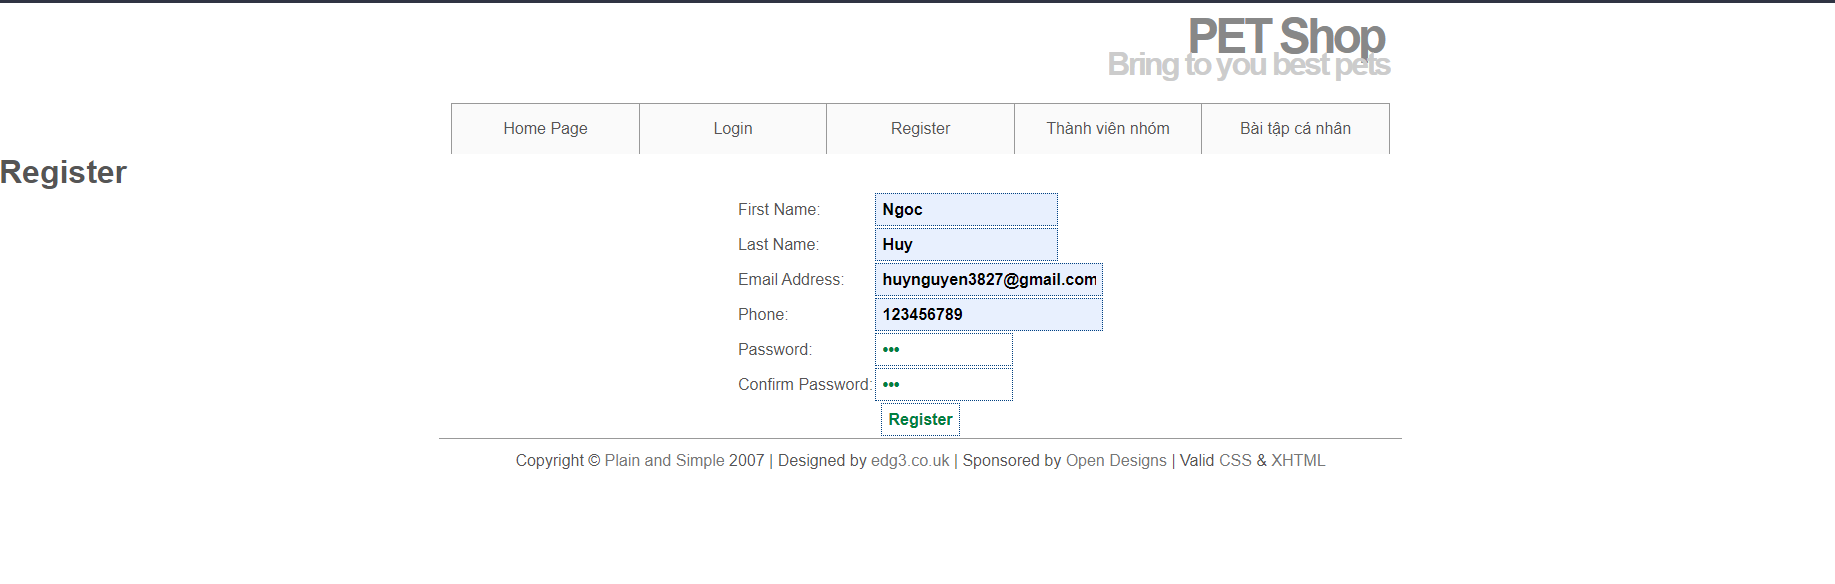 PET Shop
Bring to you best pets
Home Page Login Register Thành viên nhóm Bài tập cá nhân
Register
First Name: Ngoc
Last Name: Huy
Email Address: huynguyen3827@gmail.com
Phone: 123456789
Password: •••
Confirm Password: •••
Register
Copyright © Plain and Simple 2007 | Designed by edg3.co.uk | Sponsored by Open Designs | Valid CSS & XHTML